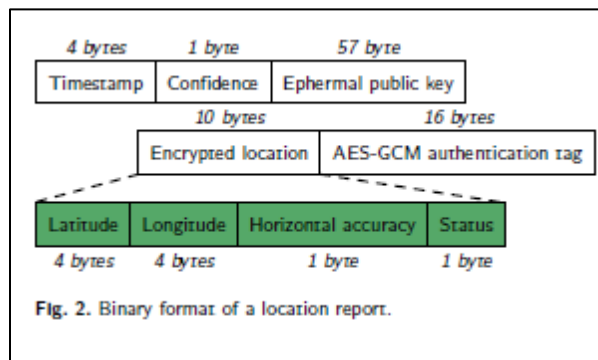 4 bytes 1 byte 57 byte
Timestamp Confidence Ephermal public key
10 bytes 16 bytes
Encrypted location AES-GCM authentication tag
Latitude Longitude Horizontal accuracy Status
4 bytes 4 bytes 1 byte 1 byte
Fig. 2. Binary format of a location report.